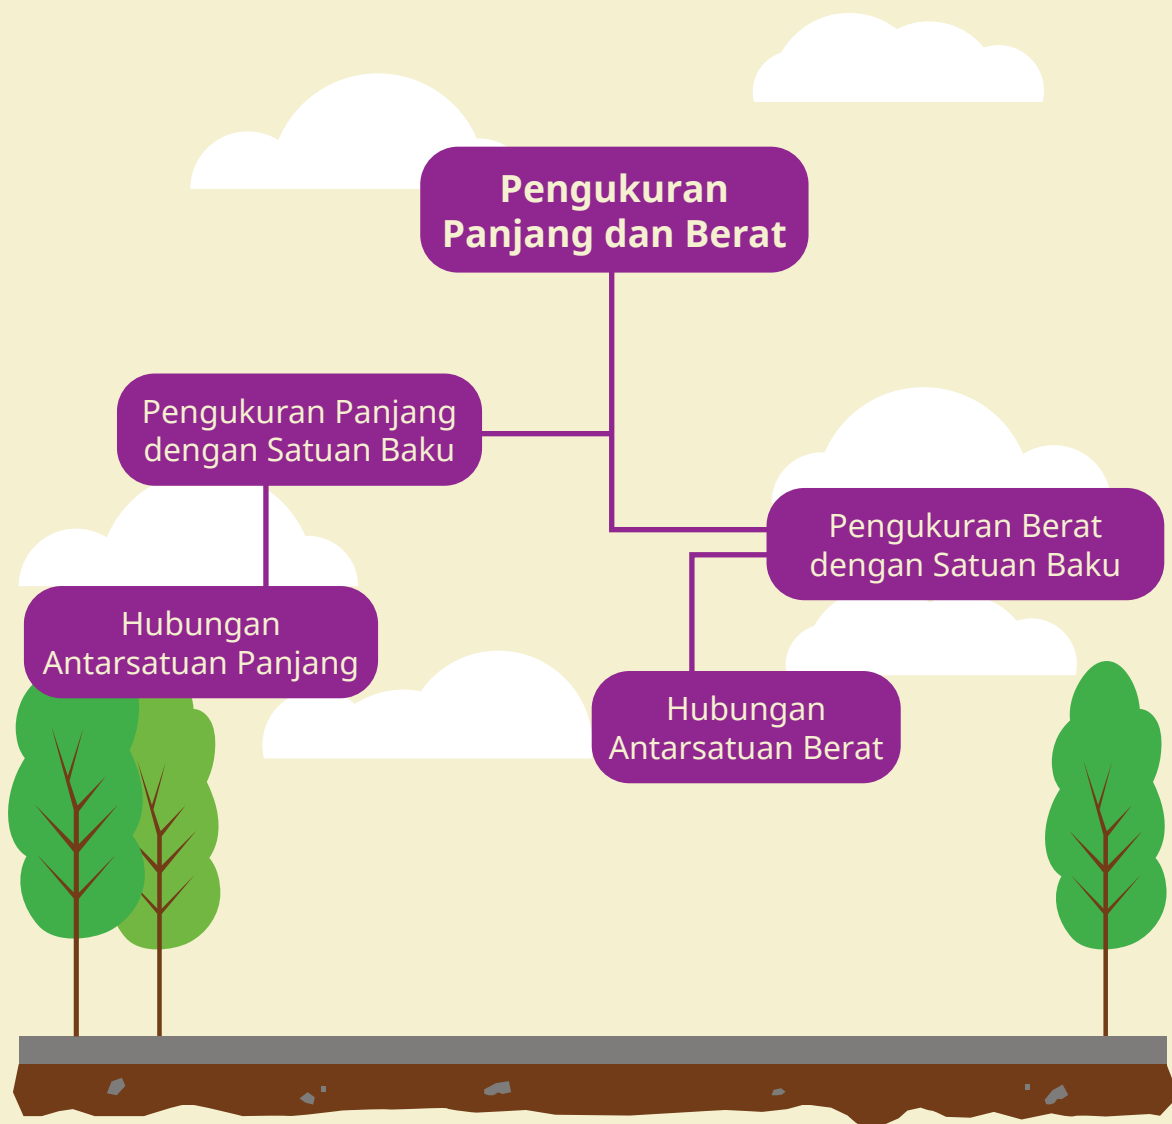 Pengukuran
Panjang dan Berat
Pengukuran Panjang
dengan Satuan Baku
Pengukuran Berat
dengan Satuan Baku
Hubungan
Antarsatuan Panjang
Hubungan
Antarsatuan Berat